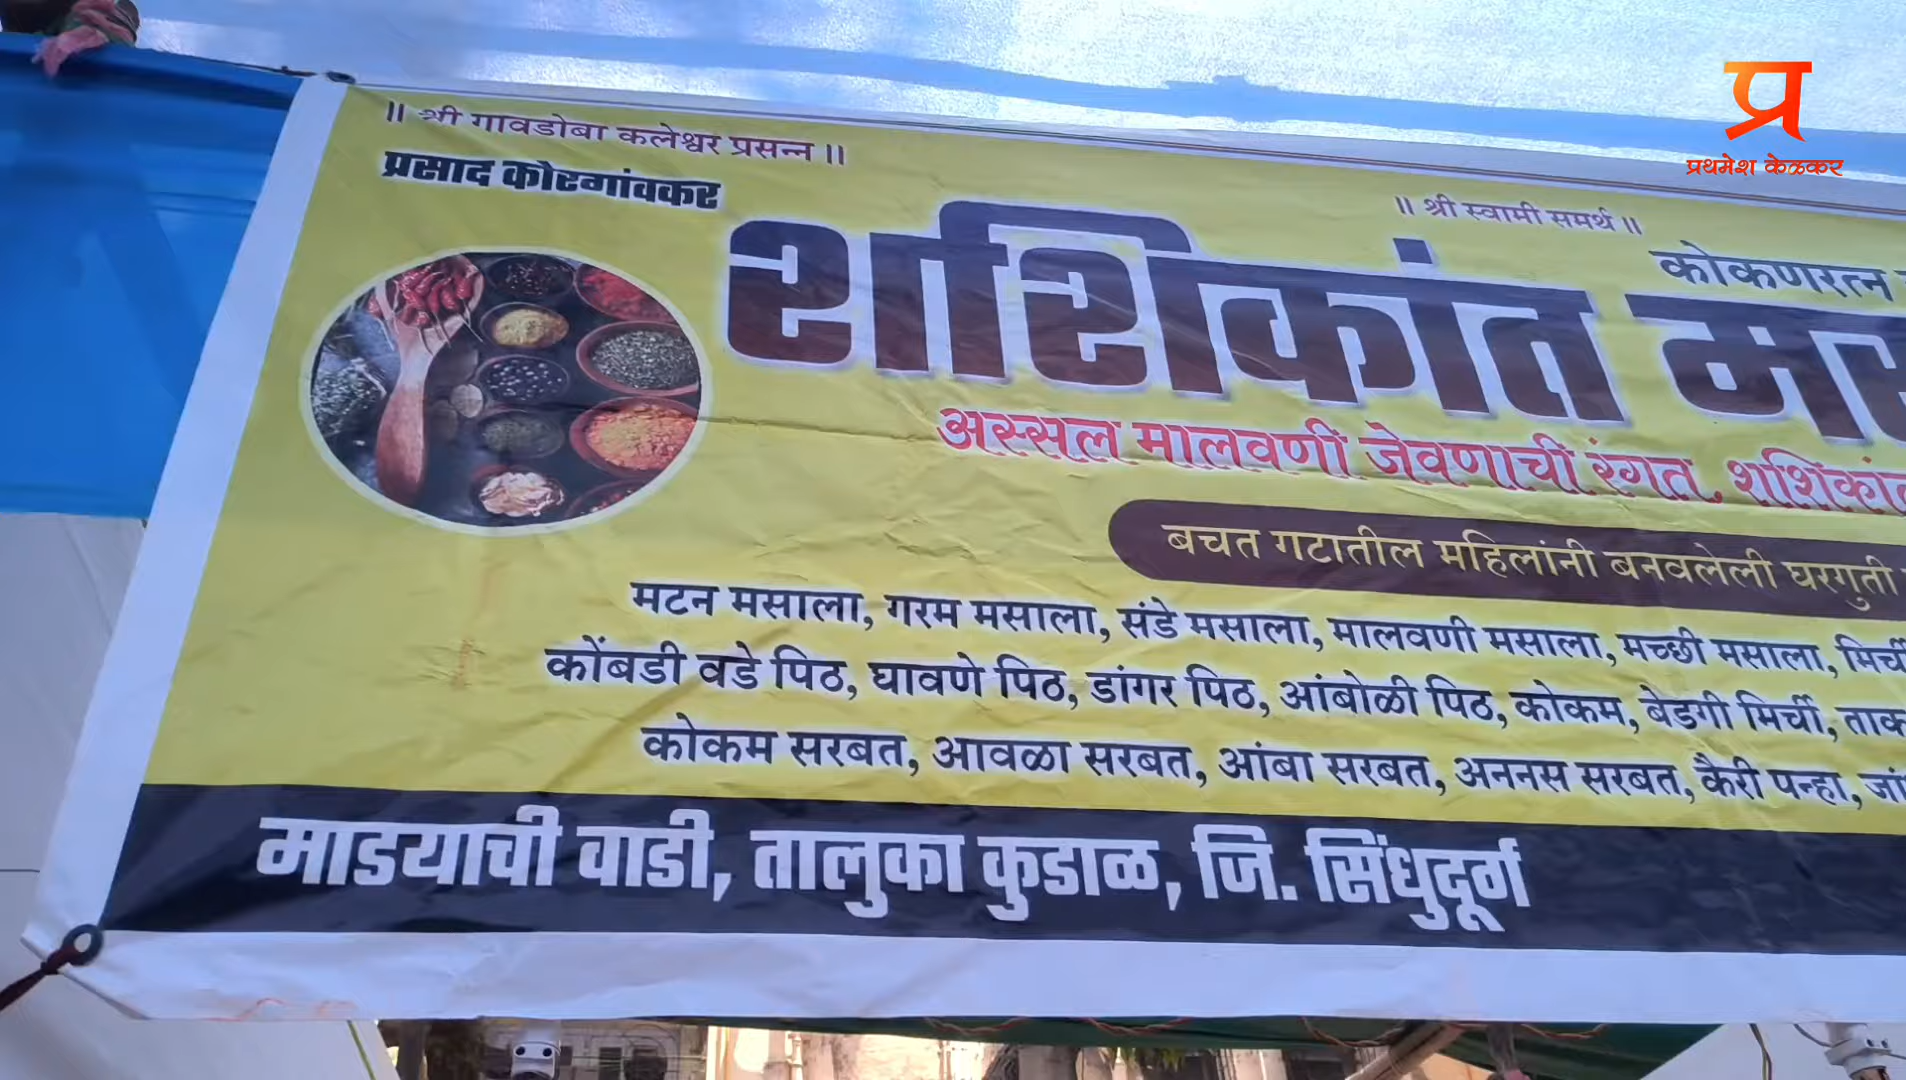 ॥ श्री गावडोबा कलेश्वर प्रसन्न ॥
प्रसाद कोरगांवकर
॥ श्री स्वामी समर्थ ॥
कोकणरत्न
शशिकांत
अस्सल मालवणी जेवणाची रंगत, शशिकांत
बचत गटातील महिलांनी बनवलेली घरगुती
मटन मसाला, गरम मसाला, संडे मसाला, मालवणी मसाला, मच्छी मसाला, मिर्ची
कोंबडी वडे पिठ, घावणे पिठ, डांगर पिठ, आंबोळी पिठ, कोकम, बेडगी मिर्ची, ताक
कोकम सरबत, आवळा सरबत, आंबा सरबत, अननस सरबत, कैरी पन्हा,
माडयाची वाडी, तालुका कुडाळ, जि. सिंधुदूर्ग
प्र
प्रथमेश केळकर